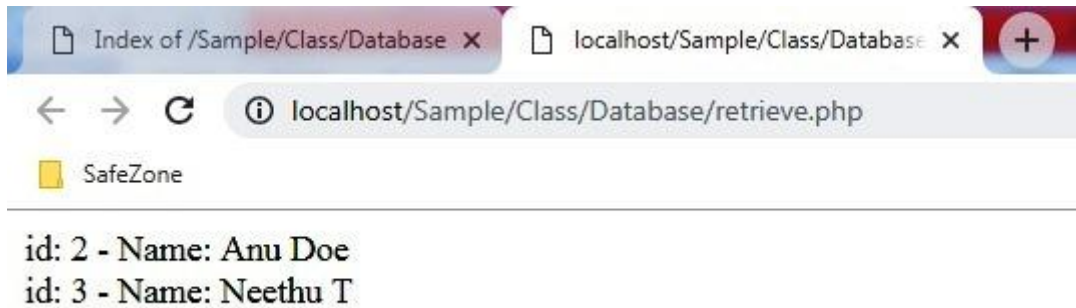 Index of /Sample/Class/Database
localhost/Sample/Class/Database
localhost/Sample/Class/Database/retrieve.php
SafeZone
id: 2 - Name: Anu Doe
id: 3 - Name: Neethu T